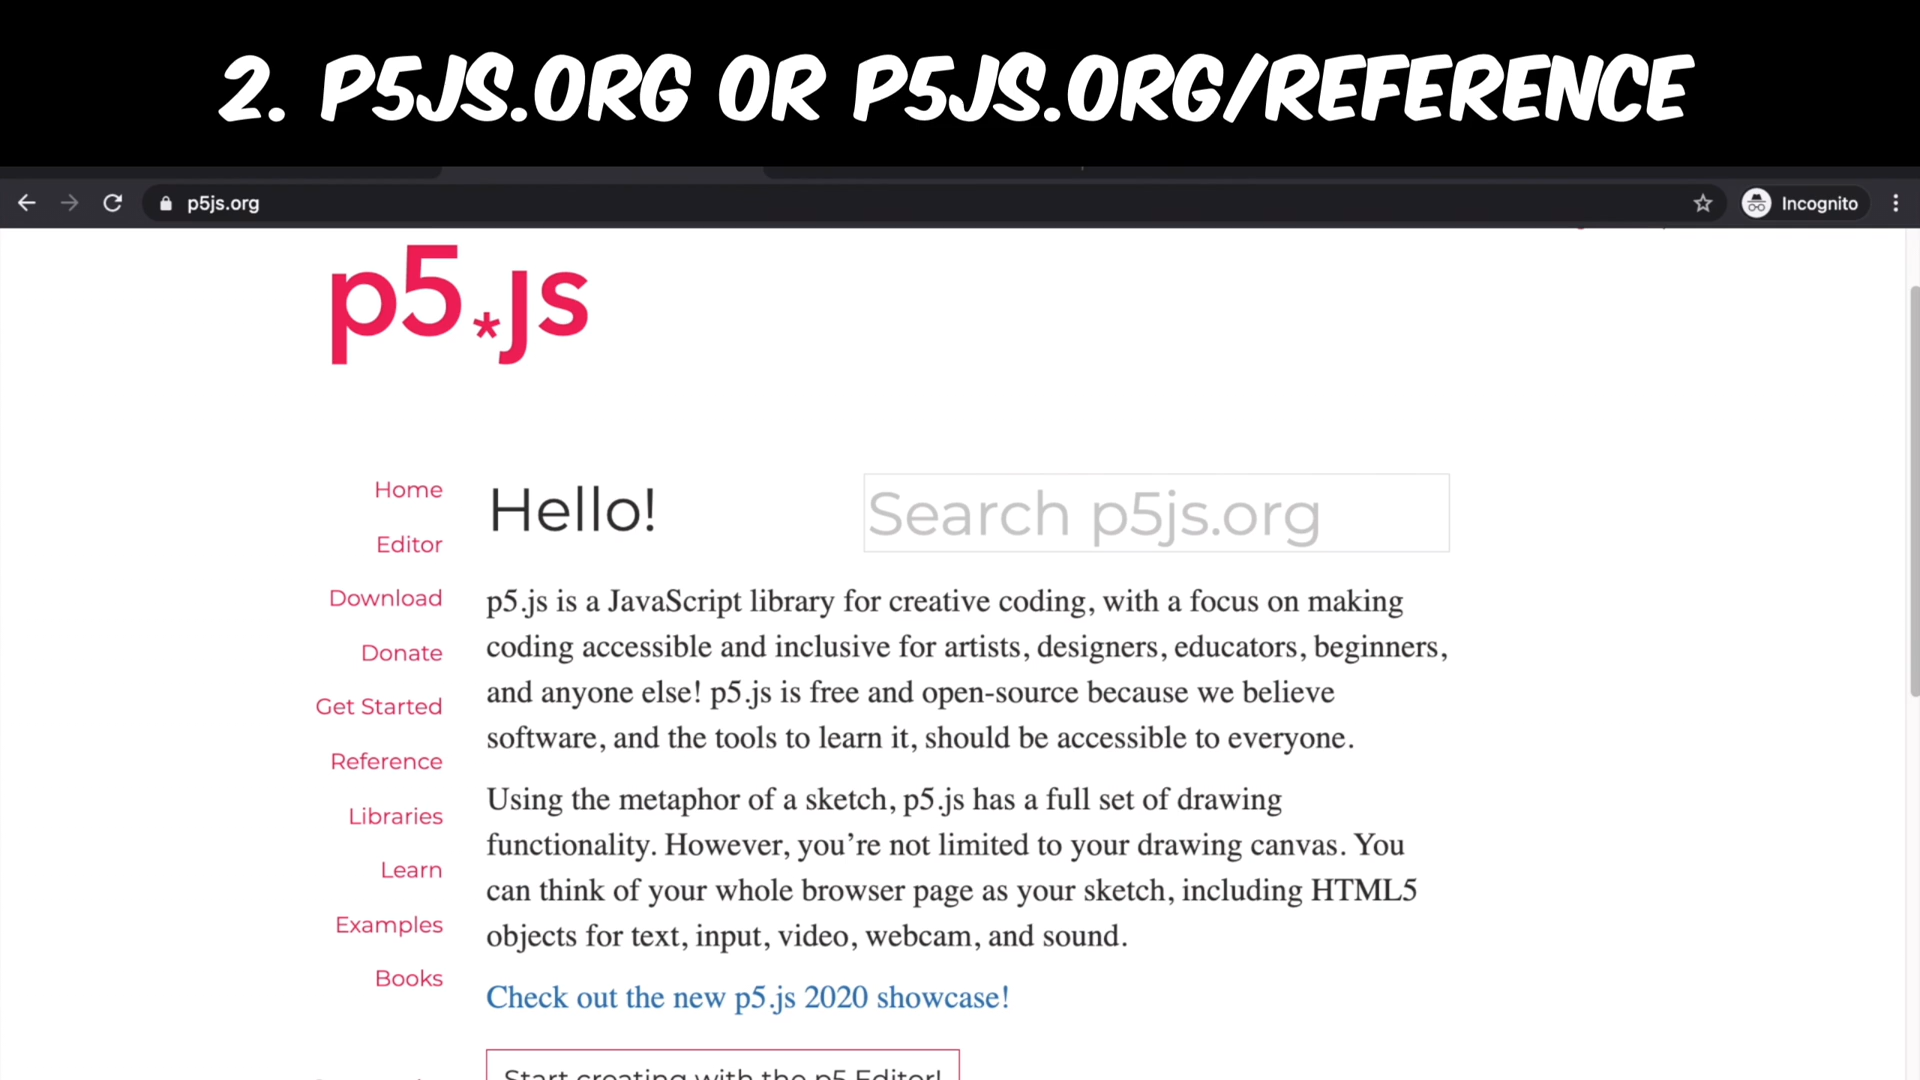 2. P5JS.ORG OR P5JS.ORG/REFERENCE
p5js.org
Incognito
p5*js
Home
Editor
Download
Donate
Get Started
Reference
Libraries
Learn
Examples
Books
Hello!
Search p5js.org
p5.js is a JavaScript library for creative coding, with a focus on making
coding accessible and inclusive for artists, designers, educators, beginners,
and anyone else! p5.js is free and open-source because we believe
software, and the tools to learn it, should be accessible to everyone.
Using the metaphor of a sketch, p5.js has a full set of drawing
functionality. However, you’re not limited to your drawing canvas. You
can think of your whole browser page as your sketch, including HTML5
objects for text, input, video, webcam, and sound.
Check out the new p5.js 2020 showcase!
Start creating with the p5 Editor!